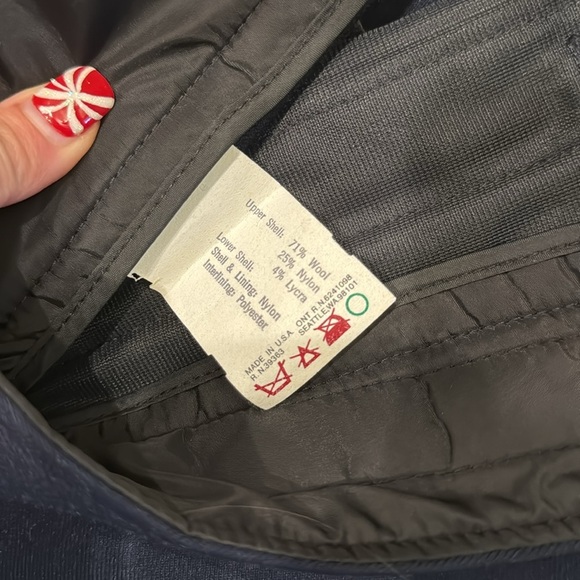 Upper Shell: 71% Wool
25% Nylon
4% Lycra
Lower Shell:
Shell & Lining: Nylon
Interlining: Polyester
MADE IN U.S.A. ONT R.N.6241098
R.N.39363 SEATTLE,WA.98101